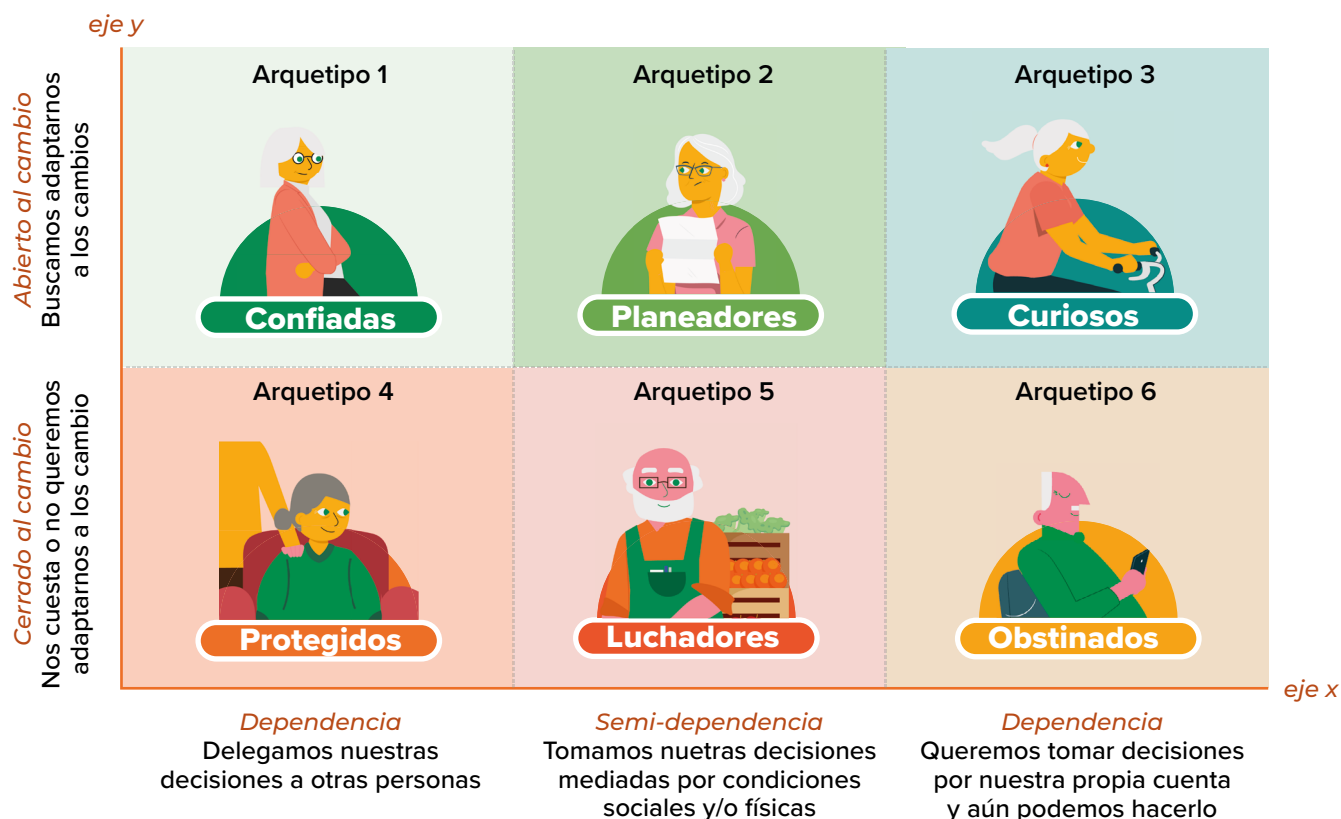 eje y
Abierto al cambio
Buscamos adaptarnos
a los cambios
Arquetipo 1
Confiadas
Arquetipo 2
Planeadores
Arquetipo 3
Curiosos
Cerrado al cambio
Nos cuesta o no queremos
adaptarnos a los cambio
Arquetipo 4
Protegidos
Arquetipo 5
Luchadores
Arquetipo 6
Obstinados
eje x
Dependencia
Delegamos nuestras
decisiones a otras personas
Semi-dependencia
Tomamos nuetras decisiones
mediadas por condiciones
sociales y/o físicas
Dependencia
Queremos tomar decisiones
por nuestra propia cuenta
y aún podemos hacerlo